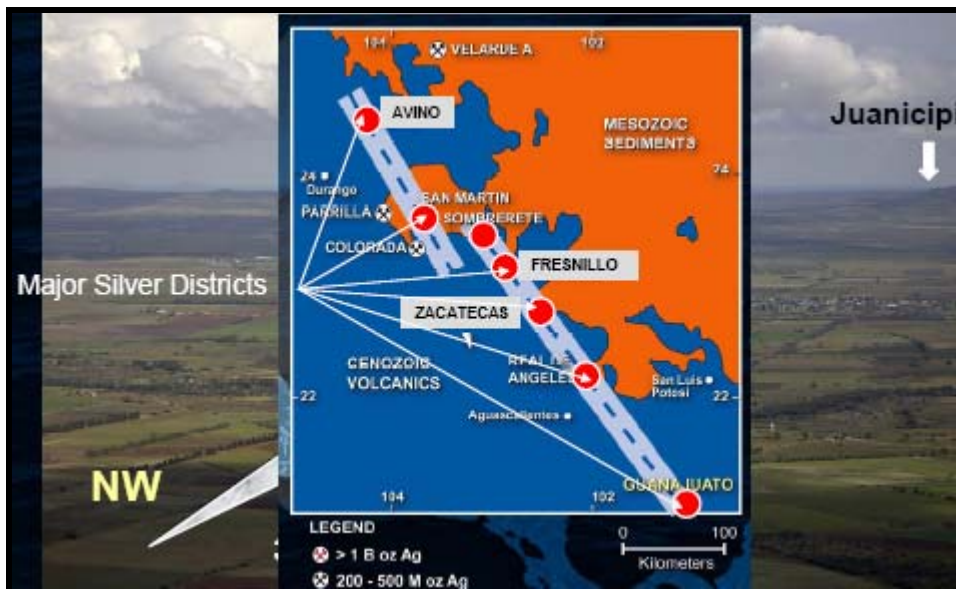 104
103
VELARDE A
AVINO
Juanicipi
MESOZOIC
SEDIMENTS
24
24
Durango
SAN MARTIN
PARRILLA
SOMBRERETE
COLORADA
FRESNILLO
Major Silver Districts
ZACATECAS
CENOZOIC
VOLCANICS
REAL DE
ANGELES
San Luis
Potosi
22
22
Aguascalientes
NW
GUANAJUATO
104
102
LEGEND
> 1 B oz Ag
200 - 500 M oz Ag
0
100
Kilometers